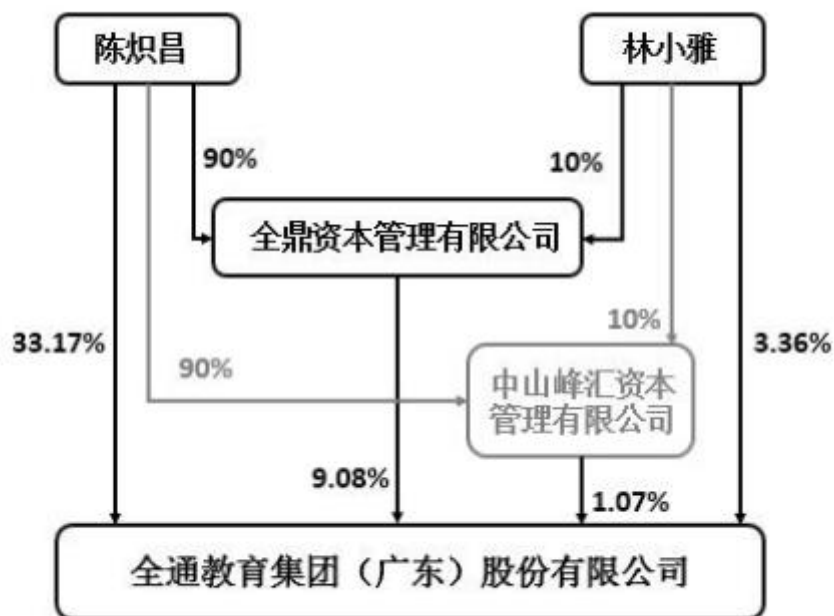 陈炽昌
林小雅
90%
10%
全鼎资本管理有限公司
33.17%
90%
10%
3.36%
中山峰汇资本
管理有限公司
9.08%
1.07%
全通教育集团（广东）股份有限公司